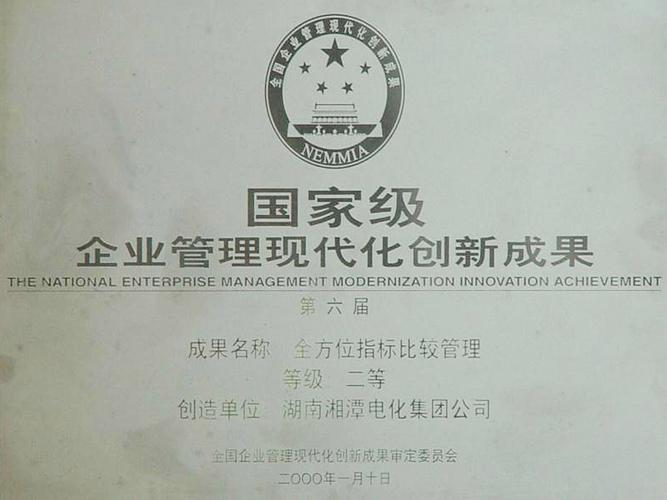 全国企业管理现代化创新成果
NEMMIA
国家级
企业管理现代化创新成果
THE NATIONAL ENTERPRISE MANAGEMENT MODERNIZATION INNOVATION ACHIEVEMENT
第六届
成果名称 全方位指标比较管理
等级 二等
创造单位 湖南湘潭电化集团公司
全国企业管理现代化创新成果审定委员会
二〇〇〇年一月十日